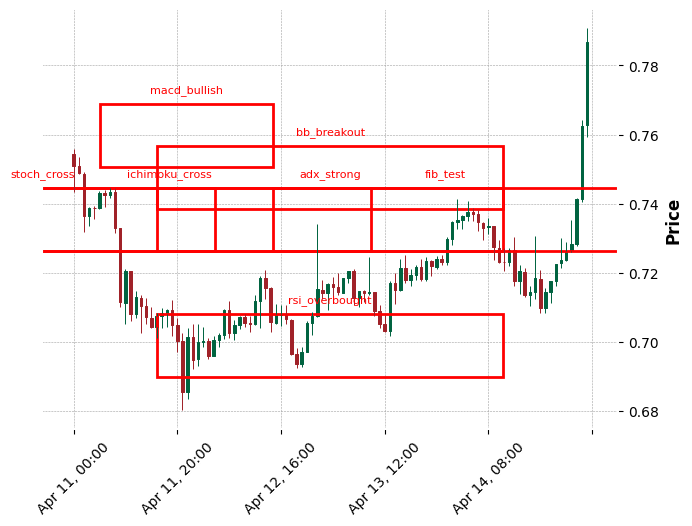 macd_bullish
bb_breakout
stoch_cross
ichimoku_cross
adx_strong
fib_test
rsi_overbought
0.78
0.76
0.74
0.72
0.70
0.68
Price
Apr 11, 00:00
Apr 11, 20:00
Apr 12, 16:00
Apr 13, 12:00
Apr 14, 08:00